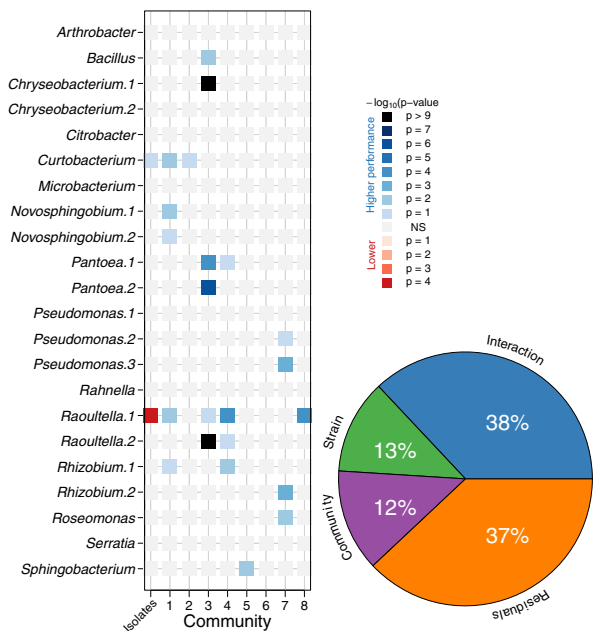 Arthrobacter
Bacillus
Chryseobacterium.1
Chryseobacterium.2
Citrobacter
Curtobacterium
Microbacterium
Novosphingobium.1
Novosphingobium.2
Pantoea.1
Pantoea.2
Pseudomonas.1
Pseudomonas.2
Pseudomonas.3
Rahnella
Raoultella.1
Raoultella.2
Rhizobium.1
Rhizobium.2
Roseomonas
Serratia
Sphingobacterium
Isolates 1 2 3 4 5 6 7 8
Community
−log10(p−value
Higher performance
Lower
p > 9
p = 7
p = 6
p = 5
p = 4
p = 3
p = 2
p = 1
NS
p = 1
p = 2
p = 3
p = 4
Interaction
38%
Strain
13%
Community
12%
Residuals
37%